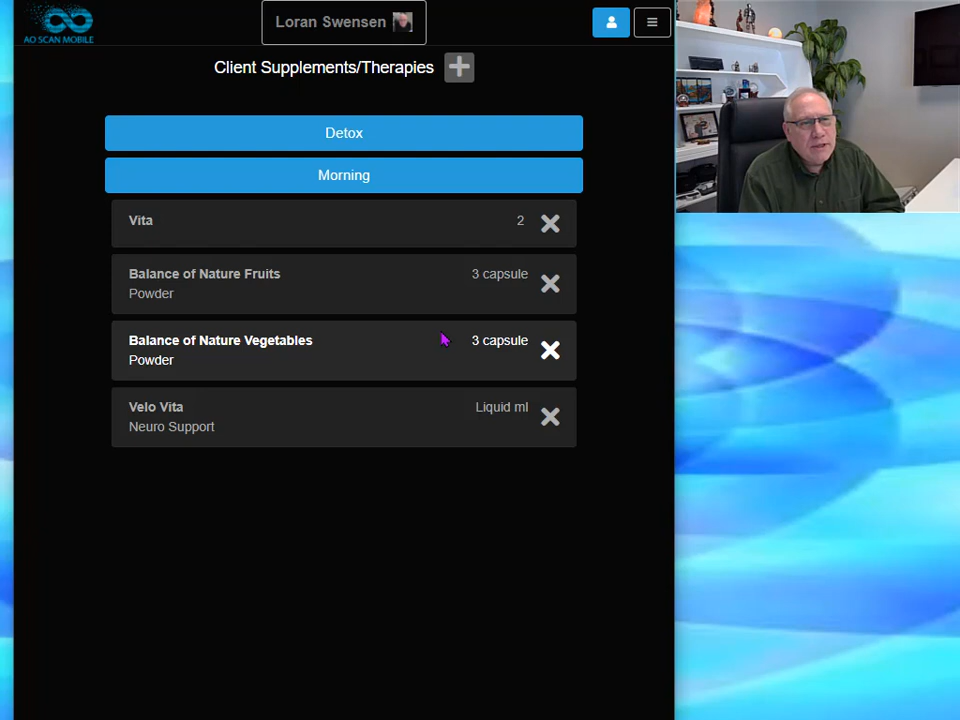 AO SCAN MOBILE
Loran Swensen
Client Supplements/Therapies
Detox
Morning
Vita 2
Balance of Nature Fruits 3 capsule
Powder
Balance of Nature Vegetables 3 capsule
Powder
Velo Vita Liquid ml
Neuro Support